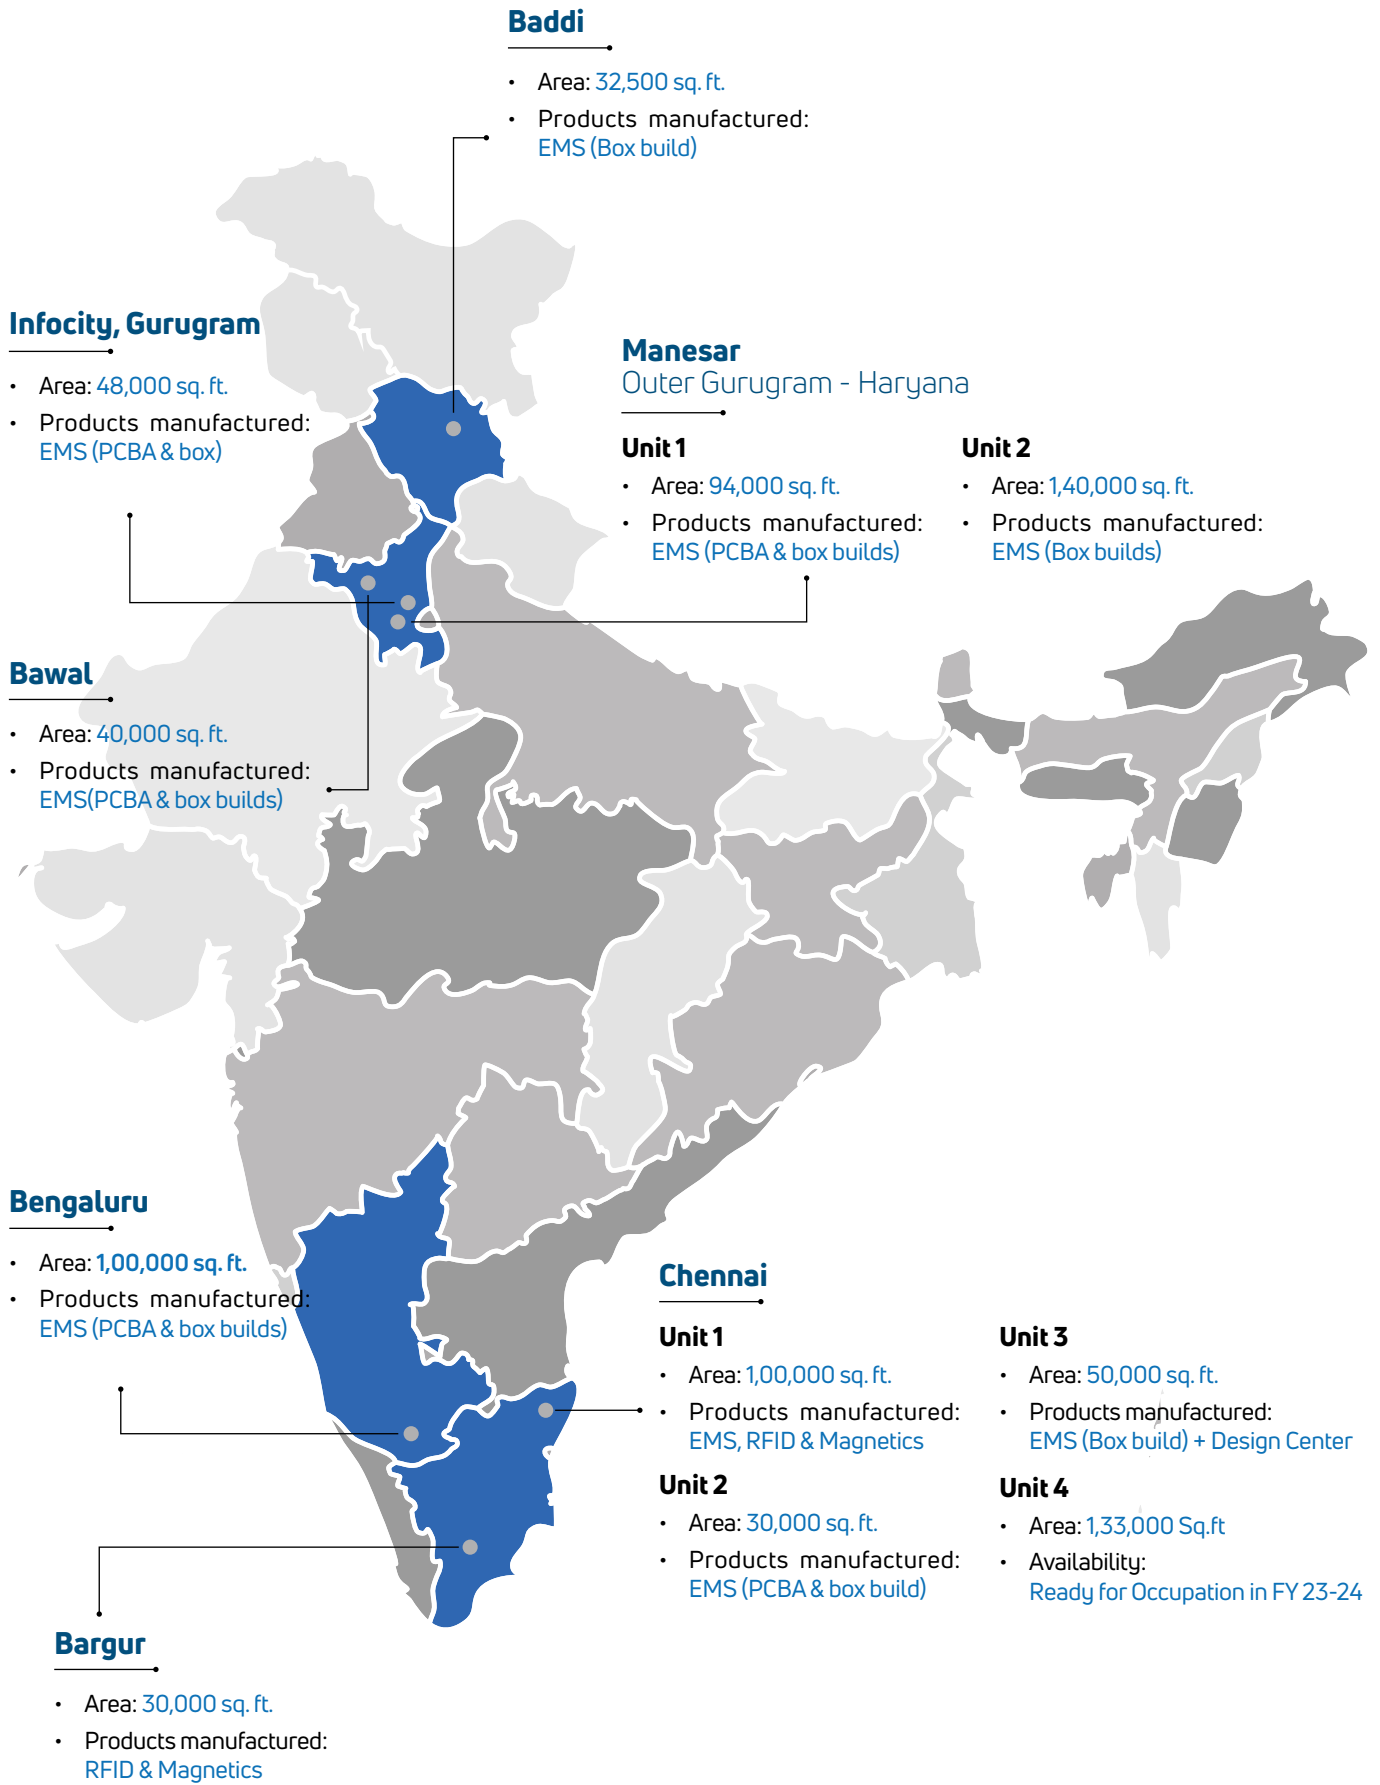 Baddi
• Area: 32,500 sq. ft.
• Products manufactured:
EMS (Box build)
Infocity, Gurugram
• Area: 48,000 sq. ft.
• Products manufactured:
EMS (PCBA & box)
Manesar
Outer Gurugram - Haryana
Unit 1
• Area: 94,000 sq. ft.
• Products manufactured:
EMS (PCBA & box builds)
Unit 2
• Area: 1,40,000 sq. ft.
• Products manufactured:
EMS (Box builds)
Bawal
• Area: 40,000 sq. ft.
• Products manufactured:
EMS(PCBA & box builds)
Bengaluru
• Area: 1,00,000 sq. ft.
• Products manufactured:
EMS (PCBA & box builds)
Chennai
Unit 1
• Area: 1,00,000 sq. ft.
• Products manufactured:
EMS, RFID & Magnetics
Unit 2
• Area: 30,000 sq. ft.
• Products manufactured:
EMS (PCBA & box build)
Unit 3
• Area: 50,000 sq. ft.
• Products manufactured:
EMS (Box build) + Design Center
Unit 4
• Area: 1,33,000 Sq.ft
• Availability:
Ready for Occupation in FY 23-24
Bargur
• Area: 30,000 sq. ft.
• Products manufactured:
RFID & Magnetics